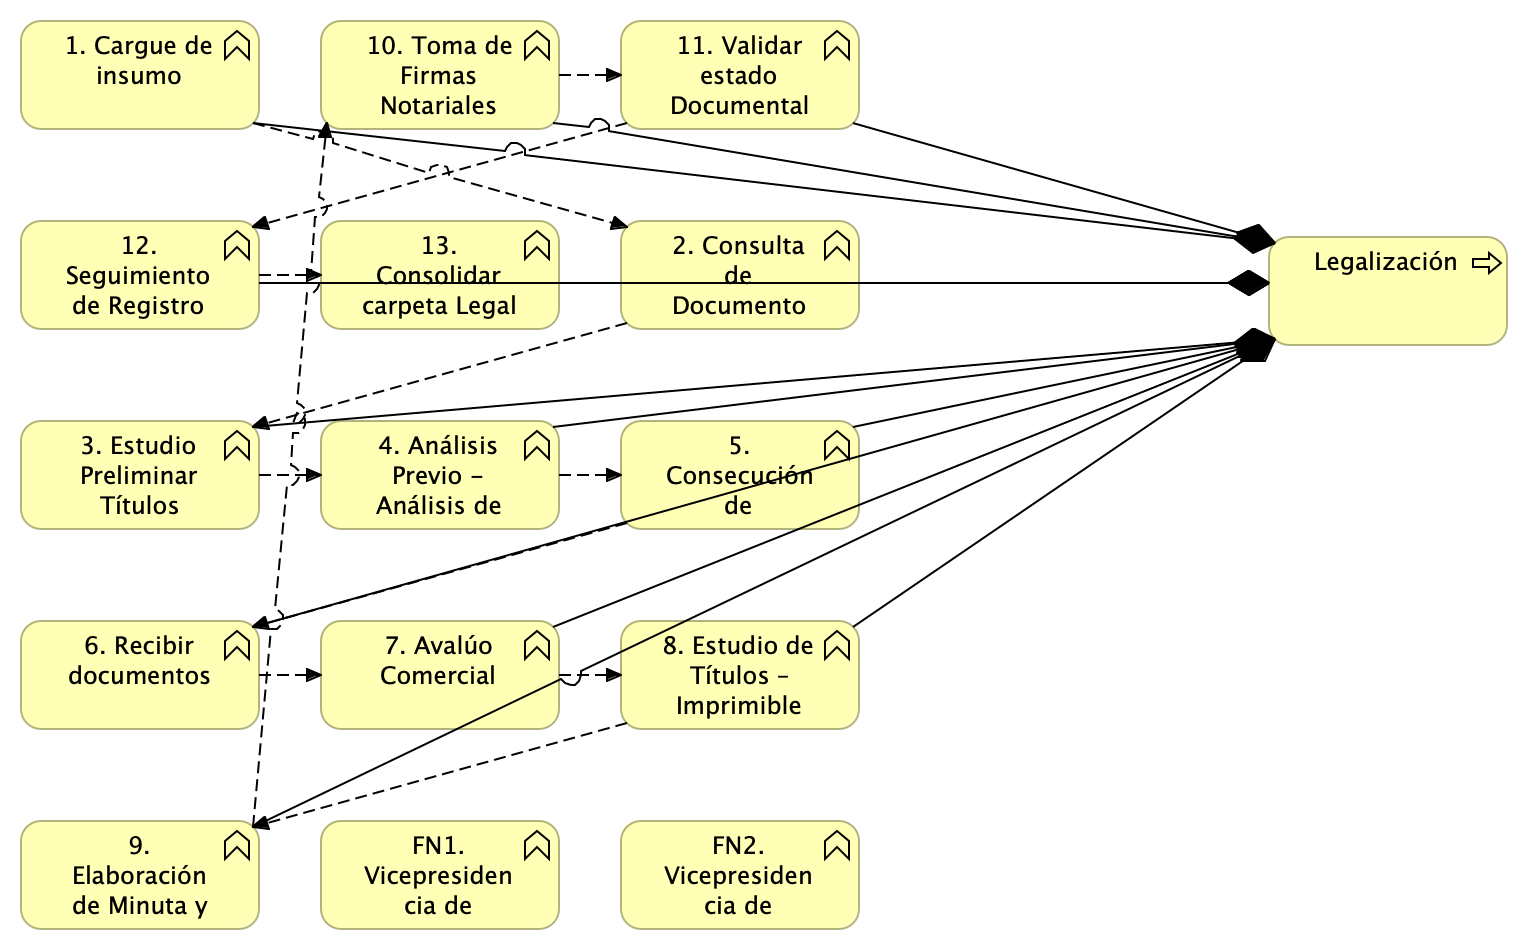 1. Cargue de
insumo
10. Toma de
Firmas
Notariales
11. Validar
estado
Documental
12.
Seguimiento
de Registro
13.
Consolidar
carpeta Legal
2. Consulta
de
Documento
Legalización
3. Estudio
Preliminar
Títulos
4. Análisis
Previo –
Análisis de
5.
Consecución
de
6. Recibir
documentos
7. Avalúo
Comercial
8. Estudio de
Títulos –
Imprimible
9.
Elaboración
de Minuta y
FN1.
Vicepresiden
cia de
FN2.
Vicepresiden
cia de